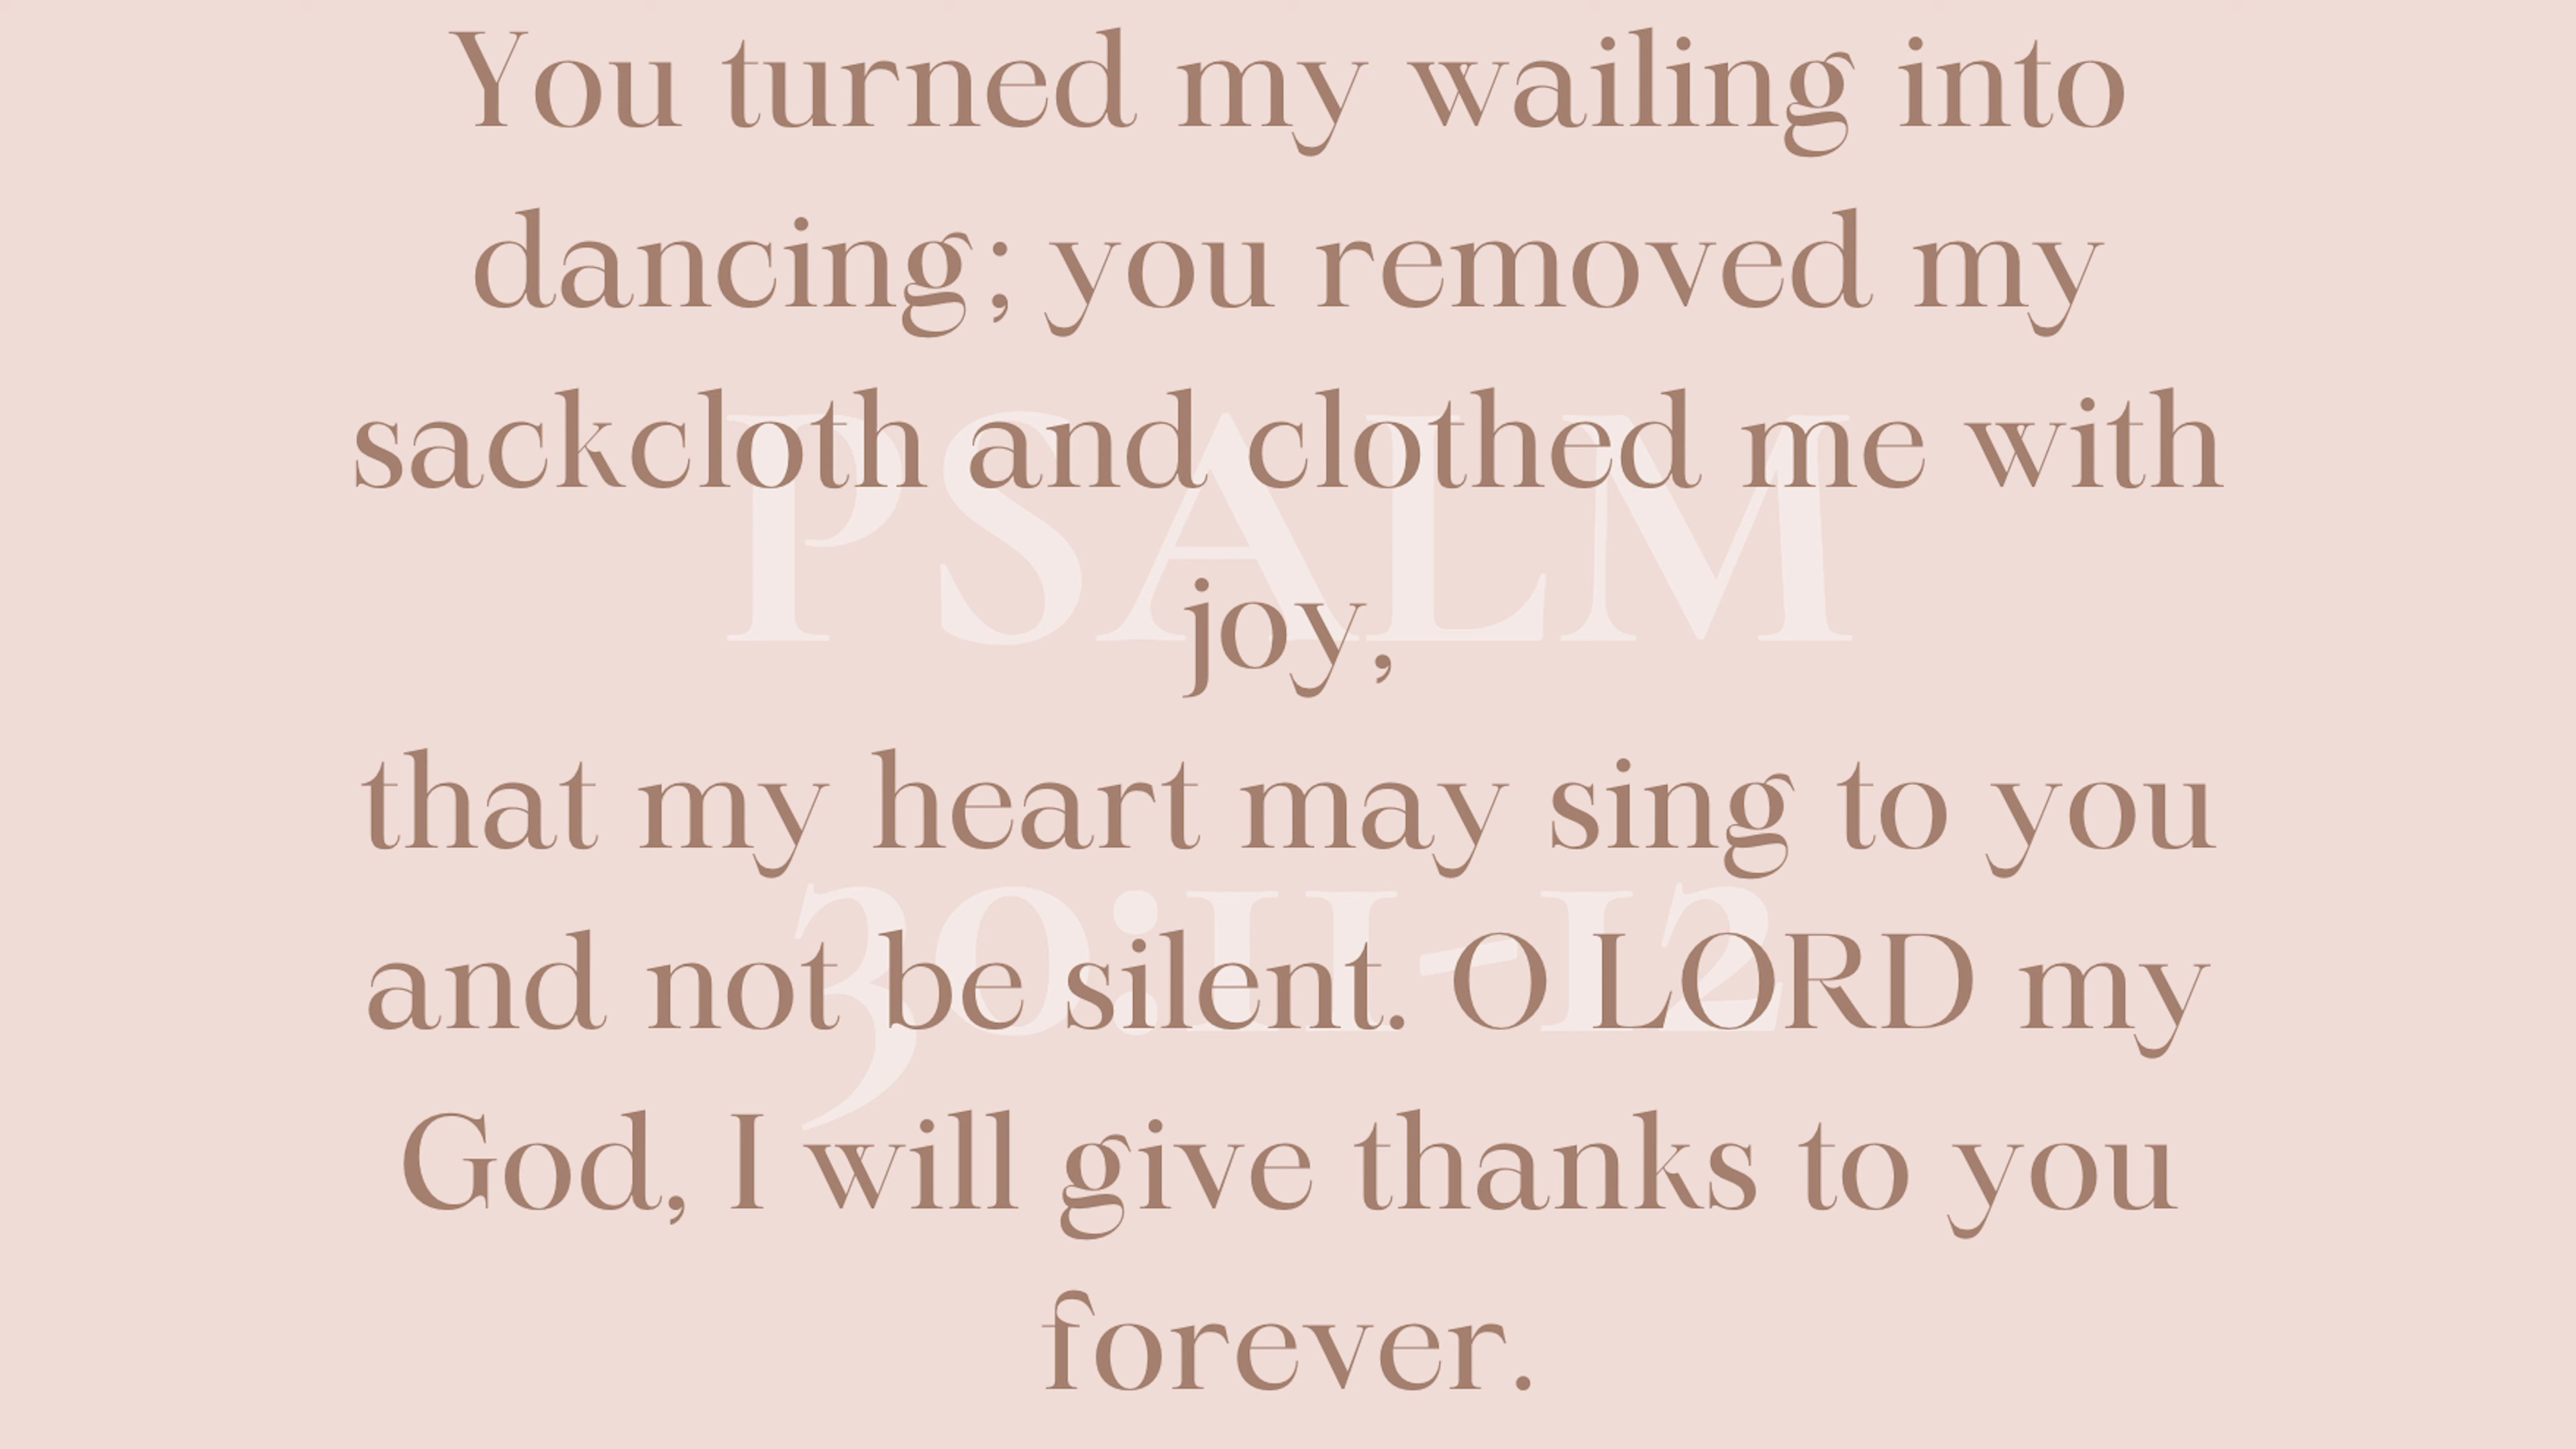 You turned my wailing into
dancing; you removed my
sackcloth and clothed me with
PSALM
joy,
that my heart may sing to you
30:11-12
and not be silent. O LORD my
God, I will give thanks to you
forever.